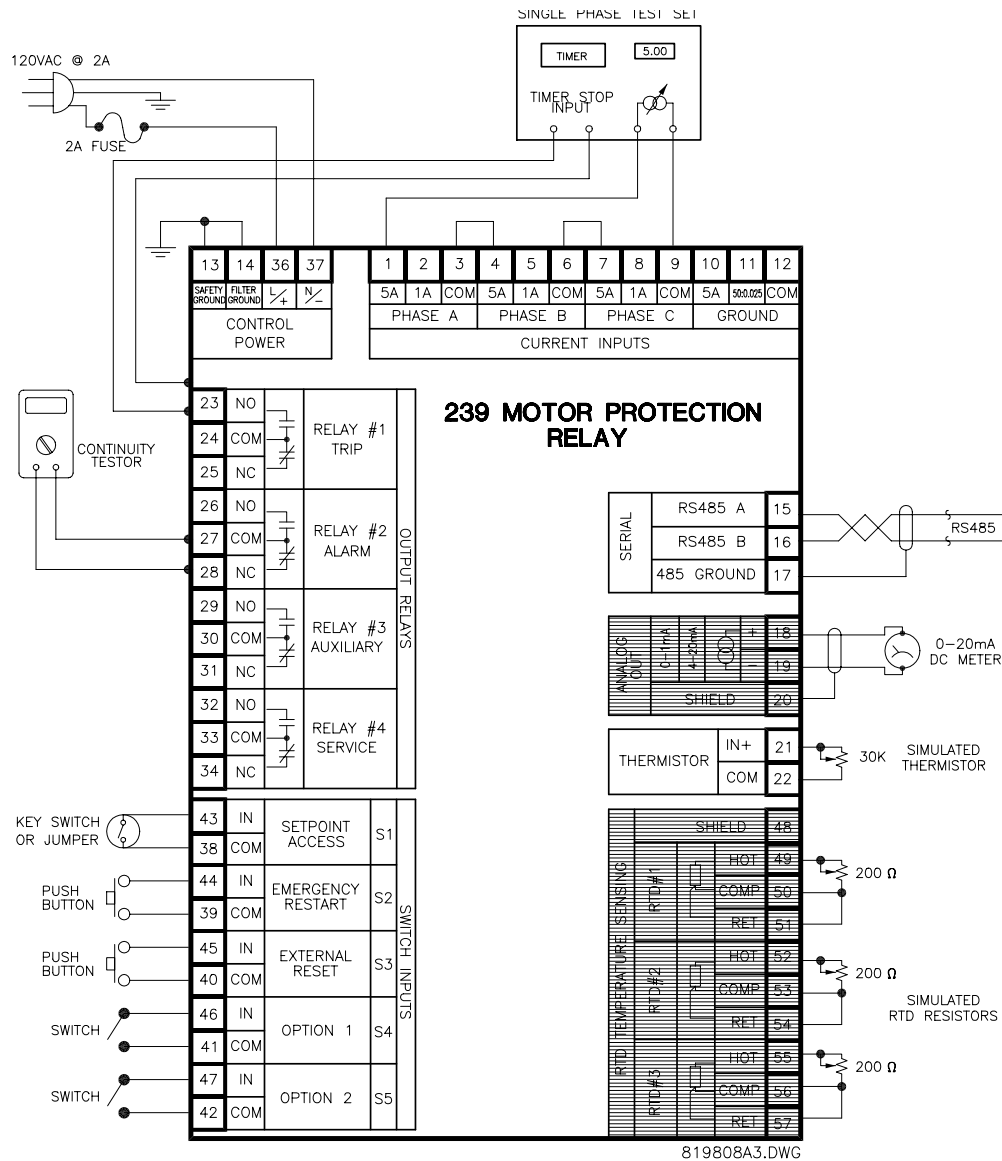 SINGLE PHASE TEST SET
120VAC @ 2A
TIMER
5.00
TIMER STOP
INPUT
2A FUSE
13 14 36 37
1 2 3 4 5 6 7 8 9 10 11 12
SAFETY GROUND
FILTER GROUND
L/+
N/-
5A 1A COM 5A 1A COM 5A 1A COM 5A 50:0.025 COM
CONTROL
POWER
PHASE A PHASE B PHASE C GROUND
CURRENT INPUTS
239 MOTOR PROTECTION
RELAY
CONTINUITY
TESTOR
23 NO
24 COM
25 NC
RELAY #1
TRIP
26 NO
27 COM
28 NC
RELAY #2
ALARM
29 NO
30 COM
31 NC
RELAY #3
AUXILIARY
32 NO
33 COM
34 NC
RELAY #4
SERVICE
OUTPUT RELAYS
KEY SWITCH
OR JUMPER
43 IN
38 COM
SETPOINT
ACCESS
S1
PUSH
BUTTON
44 IN
39 COM
EMERGENCY
RESTART
S2
PUSH
BUTTON
45 IN
40 COM
EXTERNAL
RESET
S3
SWITCH
46 IN
41 COM
OPTION 1
S4
SWITCH
47 IN
42 COM
OPTION 2
S5
SWITCH INPUTS
SERIAL
RS485 A 15
RS485 B 16
485 GROUND 17
RS485
ANALOG
OUT
0-1mA
4-20mA
+ 18
- 19
SHIELD 20
0-20mA
DC METER
THERMISTOR
IN+ 21
COM 22
30K
SIMULATED
THERMISTOR
RTD TEMPERATURE SENSING
SHIELD 48
RTD#1
HOT 49
COMP 50
RET 51
200 Ω
RTD#2
HOT 52
COMP 53
RET 54
200 Ω
SIMULATED
RTD RESISTORS
RTD#3
HOT 55
COMP 56
RET 57
200 Ω
819808A3.DWG